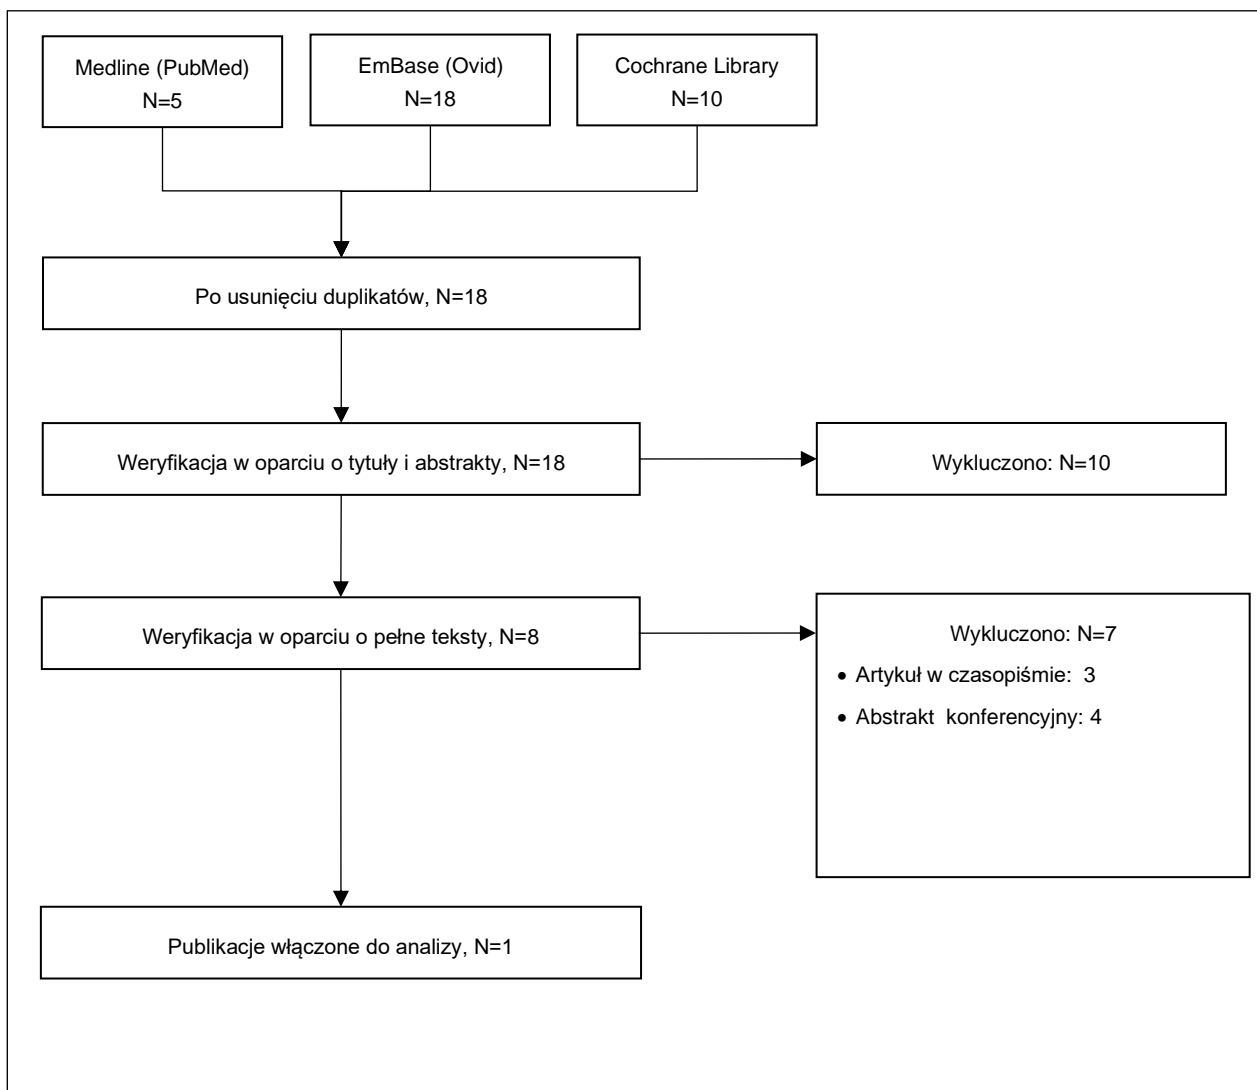 Medline (PubMed)
N=5
EmBase (Ovid)
N=18
Cochrane Library
N=10
Po usunięciu duplikatów, N=18
Weryfikacja w oparciu o tytuły i abstrakty, N=18
Wykluczono: N=10
Weryfikacja w oparciu o pełne teksty, N=8
Wykluczono: N=7
• Artykuł w czasopiśmie:  3
• Abstrakt  konferencyjny: 4
Publikacje włączone do analizy, N=1